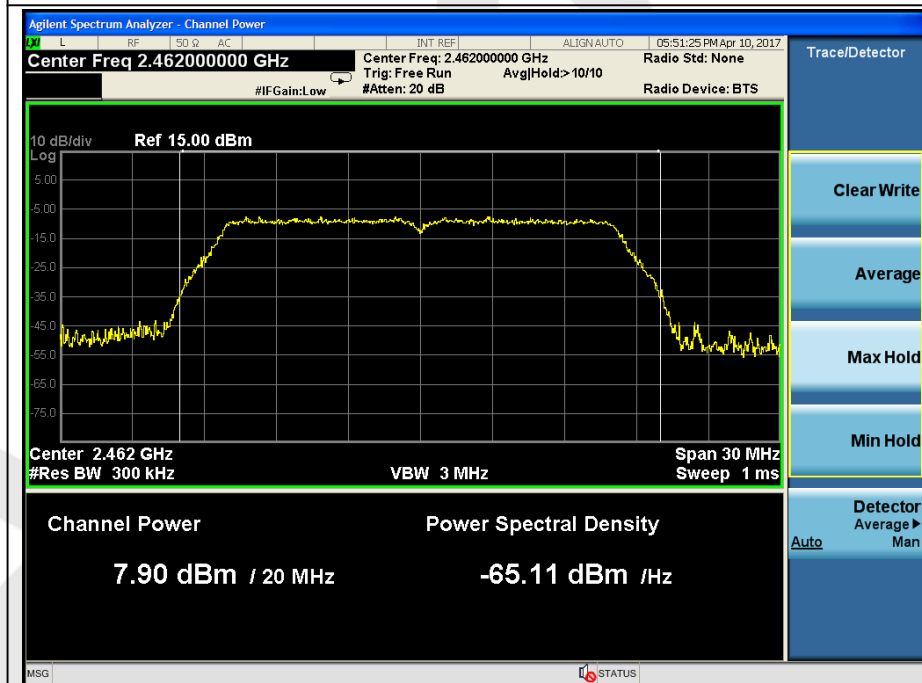 Agilent Spectrum Analyzer - Channel Power
LXI L RF 50 Ω AC INT REF ALIGN AUTO 05:51:25 PM Apr 10, 2017
Center Freq 2.462000000 GHz
Center Freq: 2.462000000 GHz Radio Std: None
Trig: Free Run Avg|Hold:> 10/10
#IFGain:Low #Atten: 20 dB Radio Device: BTS
Trace/Detector
10 dB/div Ref 15.00 dBm
Log
5.00
-5.00
-15.0
-25.0
-35.0
-45.0
-55.0
-65.0
-75.0
Center 2.462 GHz Span 30 MHz
#Res BW 300 kHz VBW 3 MHz Sweep 1 ms
Channel Power Power Spectral Density
7.90 dBm / 20 MHz -65.11 dBm /Hz
Clear Write
Average
Max Hold
Min Hold
Detector
Average
Auto Man
MSG STATUS